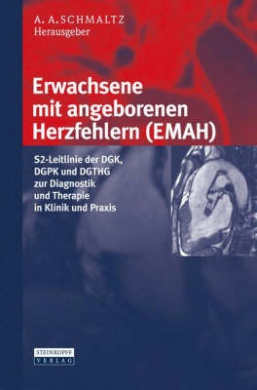 A. A. SCHMALTZ
Herausgeber
Erwachsene
mit angeborenen
Herzfehlern (EMAH)
S2-Leitlinie der DGK,
DGPK und DGTHG
zur Diagnostik
und Therapie
in Klinik und Praxis
STEINKOPFF
VERLAG